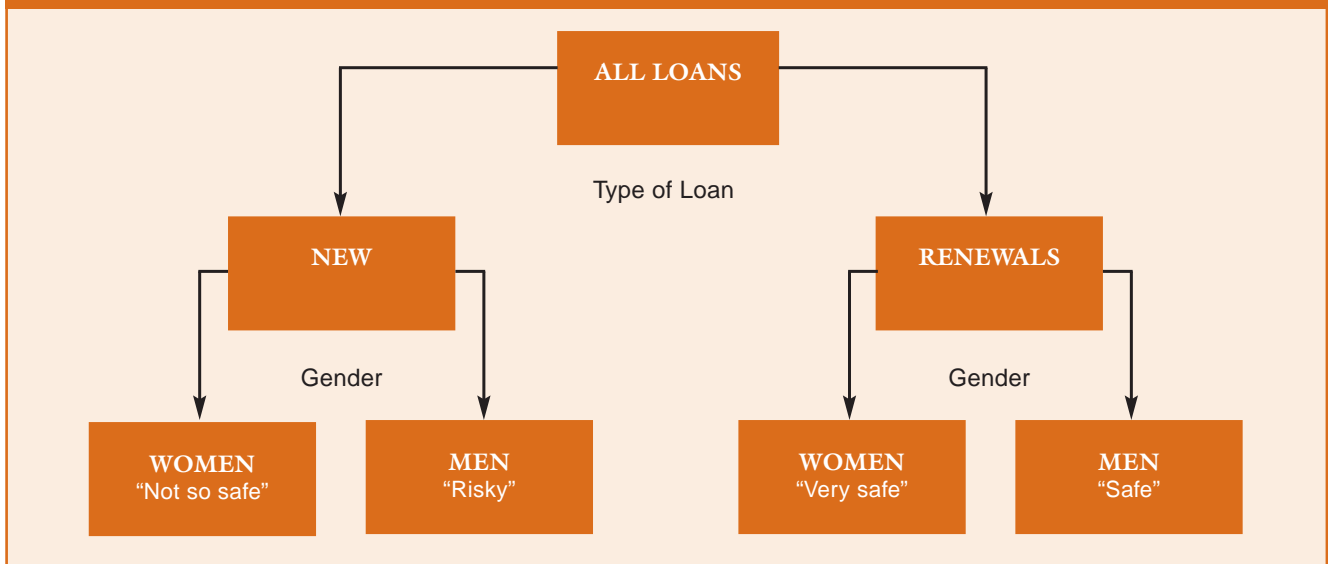 ALL LOANS
Type of Loan
NEW
RENEWALS
Gender
Gender
WOMEN
“Not so safe”
MEN
“Risky”
WOMEN
“Very safe”
MEN
“Safe”